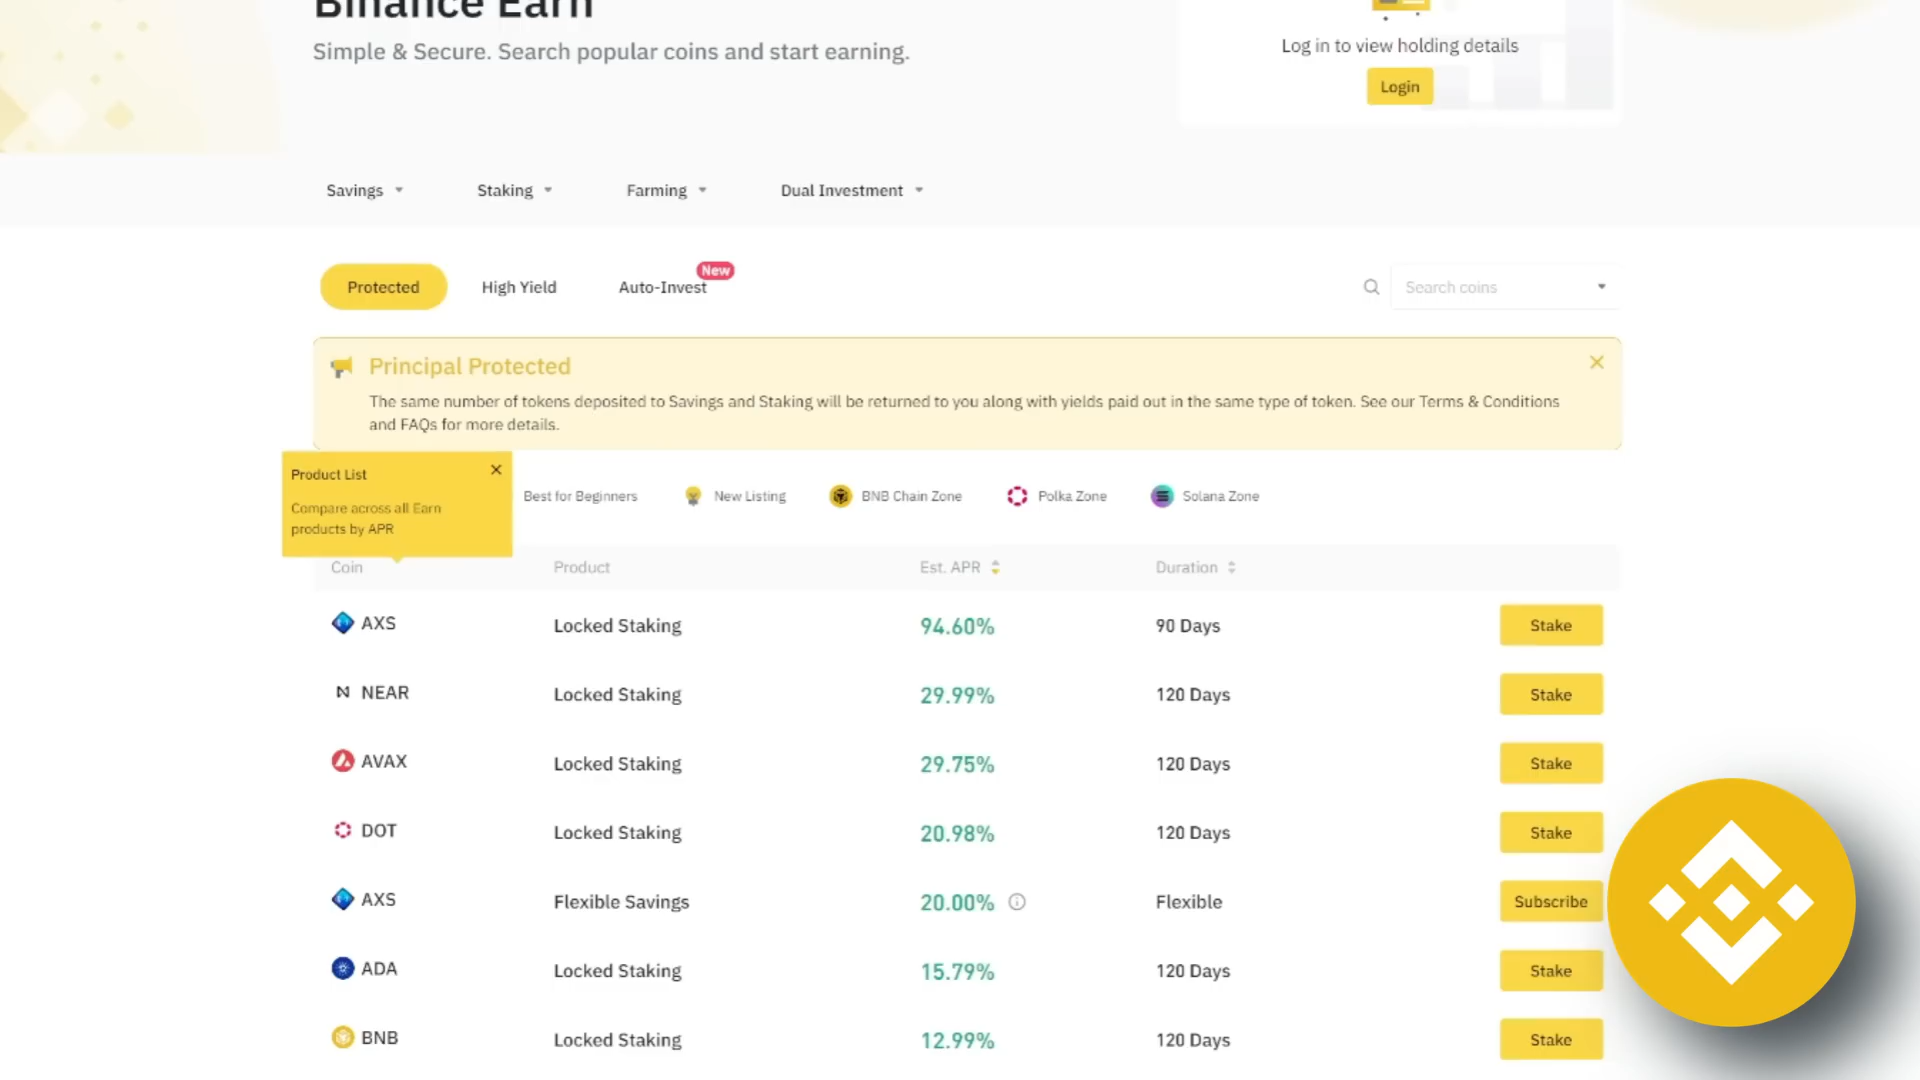 Binance Earn
Simple & Secure. Search popular coins and start earning.
Log in to view holding details
Login
Savings
Staking
Farming
Dual Investment
Protected
High Yield
Auto-Invest
New
Search coins
Principal Protected
The same number of tokens deposited to Savings and Staking will be returned to you along with yields paid out in the same type of token. See our Terms & Conditions
and FAQs for more details.
Product List
Compare across all Earn
products by APR
Best for Beginners
New Listing
BNB Chain Zone
Polka Zone
Solana Zone
Coin Product Est. APR Duration
AXS Locked Staking 94.60% 90 Days Stake
NEAR Locked Staking 29.99% 120 Days Stake
AVAX Locked Staking 29.75% 120 Days Stake
DOT Locked Staking 20.98% 120 Days Stake
AXS Flexible Savings 20.00% Flexible Subscribe
ADA Locked Staking 15.79% 120 Days Stake
BNB Locked Staking 12.99% 120 Days Stake